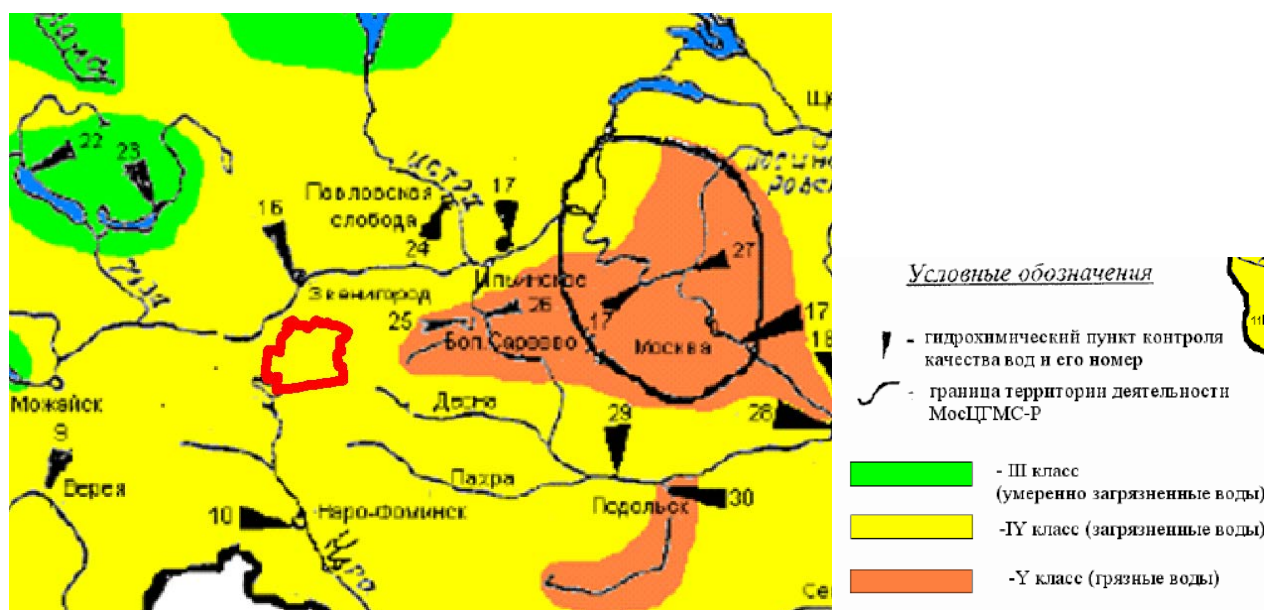 22
23
ИСТРА
Павловская
слобода
17
16
24
Ильинское
Звенигород
25
26
27
17
Бол. Сареево
Москва
17
18
Можайск
Десна
29
28
9
Верея
Пахра
Подольск
30
10
Наро-Фоминск
НАРА
Условные обозначения
- гидрохимический пункт контроля
качества вод и его номер
- граница территории деятельности
МосЦГМС-Р
- III класс
(умеренно загрязненные воды)
-IY класс (загрязненные воды)
-Y класс (грязные воды)